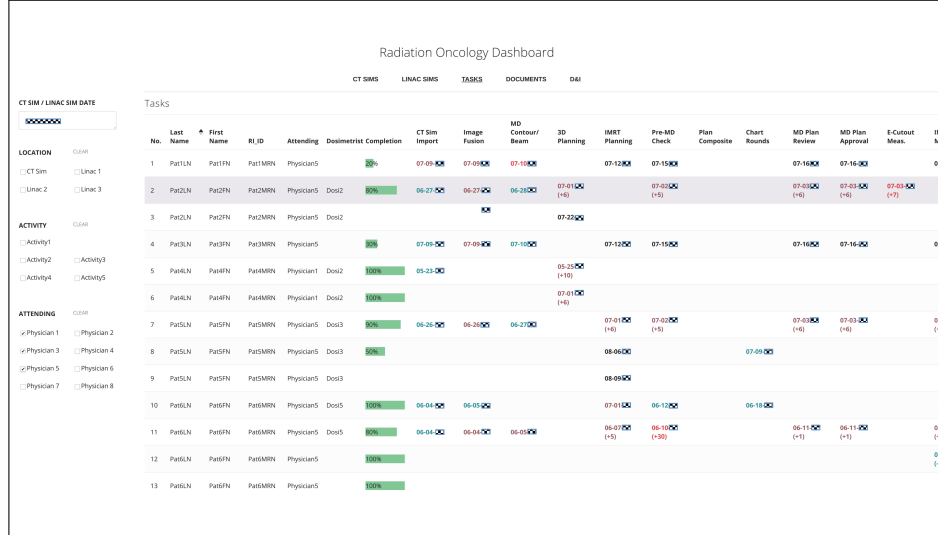 Radiation Oncology Dashboard
CT SIMS LINAC SIMS TASKS DOCUMENTS D&I
CT SIM / LINAC SIM DATE
LOCATION CLEAR
CT Sim Linac 1
Linac 2 Linac 3
ACTIVITY CLEAR
Activity1
Activity2 Activity3
Activity4 Activity5
ATTENDING CLEAR
Physician 1 Physician 2
Physician 3 Physician 4
Physician 5 Physician 6
Physician 7 Physician 8
Tasks
No. Last Name First Name RI_ID Attending Dosimetrist Completion CT Sim Import Image Fusion MD Contour/ Beam 3D Planning IMRT Planning Pre-MD Check Plan Composite Chart Rounds MD Plan Review MD Plan Approval E-Cutout Meas.
1 Pat1LN Pat1FN Pat1MRN Physician5 20% 07-09- 07-09- 07-10- 07-12- 07-15- 07-16- 07-16-
2 Pat2LN Pat2FN Pat2MRN Physician5 Dosi2 80% 06-27- 06-27- 06-28- 07-01- (+6) 07-02- (+5) 07-03- (+6) 07-03- (+6) 07-03- (+7)
3 Pat2LN Pat2FN Pat2MRN Physician5 Dosi2 07-22-
4 Pat3LN Pat3FN Pat3MRN Physician5 30% 07-09- 07-09- 07-10- 07-12- 07-15- 07-16- 07-16-
5 Pat4LN Pat4FN Pat4MRN Physician1 Dosi2 100% 05-23- 05-25- (+10)
6 Pat4LN Pat4FN Pat4MRN Physician1 Dosi2 100% 07-01- (+6)
7 Pat5LN Pat5FN Pat5MRN Physician5 Dosi3 90% 06-26- 06-26- 06-27- 07-01- (+6) 07-02- (+5) 07-03- (+6) 07-03- (+6)
8 Pat5LN Pat5FN Pat5MRN Physician5 Dosi3 50% 08-06- 07-09-
9 Pat5LN Pat5FN Pat5MRN Physician5 Dosi3 08-09-
10 Pat6LN Pat6FN Pat6MRN Physician5 Dosi5 100% 06-04- 06-05- 07-01- 06-12- 06-18-
11 Pat6LN Pat6FN Pat6MRN Physician5 Dosi5 80% 06-04- 06-04- 06-05- 06-07- (+5) 06-10- (+30) 06-11- (+1) 06-11- (+1)
12 Pat6LN Pat6FN Pat6MRN Physician5 100%
13 Pat6LN Pat6FN Pat6MRN Physician5 100%